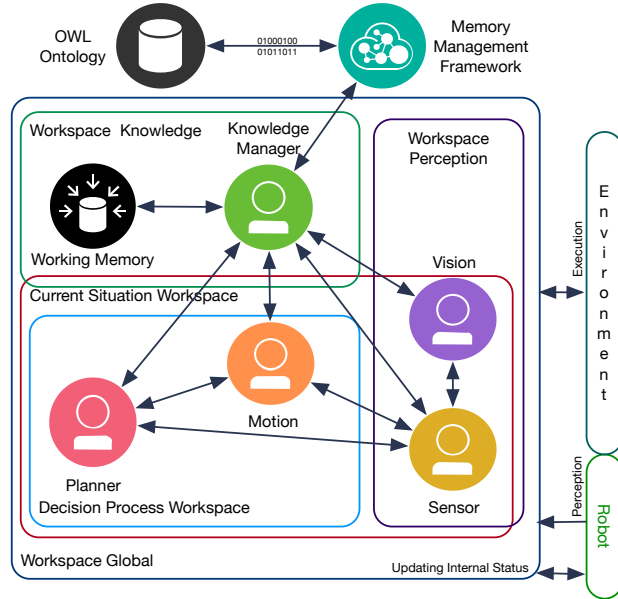 OWL
Ontology
01000100
01011011
Memory
Management
Framework
Workspace Knowledge
Knowledge
Manager
Workspace
Perception
Working Memory
Vision
Current Situation Workspace
Motion
Planner
Decision Process Workspace
Sensor
Workspace Global
Updating Internal Status
Execution
Environment
Perception
Robot